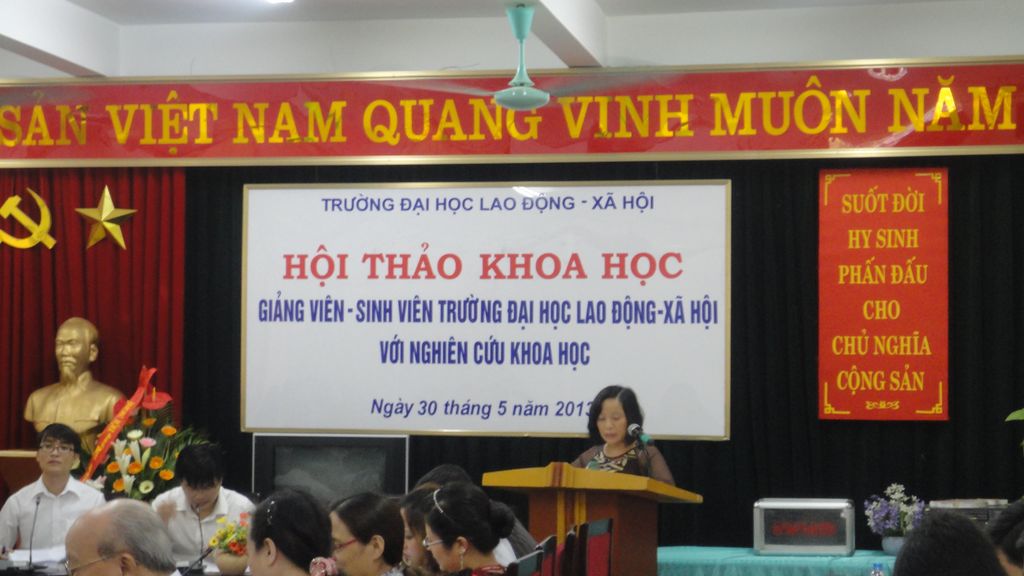 SẢN VIỆT NAM QUANG VINH MUÔN NĂM
TRƯỜNG ĐẠI HỌC LAO ĐỘNG - XÃ HỘI
HỘI THẢO KHOA HỌC
GIẢNG VIÊN - SINH VIÊN TRƯỜNG ĐẠI HỌC LAO ĐỘNG-XÃ HỘI
VỚI NGHIÊN CỨU KHOA HỌC
Ngày 30 tháng 5 năm 2013
SUỐT ĐỜI
HY SINH
PHẤN ĐẤU
CHO
CHỦ NGHĨA
CỘNG SẢN